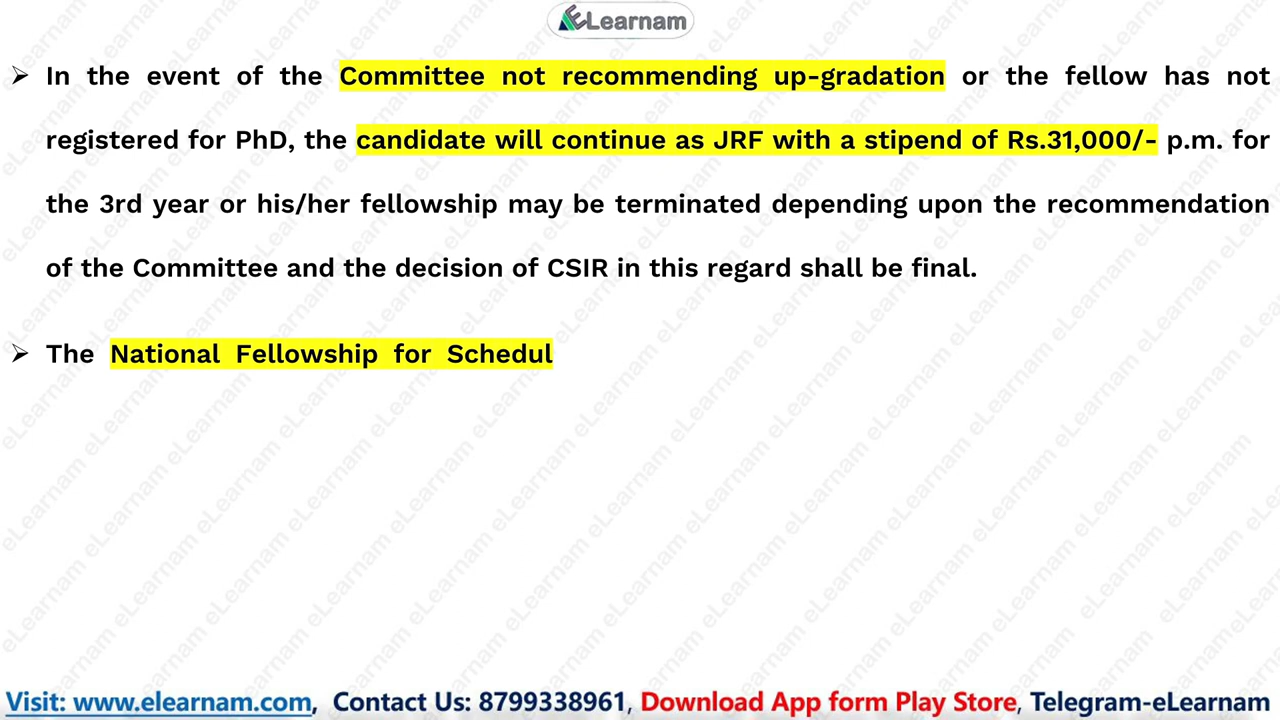 ELearnam
➢ In the event of the Committee not recommending up-gradation or the fellow has not
registered for PhD, the candidate will continue as JRF with a stipend of Rs.31,000/- p.m. for
the 3rd year or his/her fellowship may be terminated depending upon the recommendation
of the Committee and the decision of CSIR in this regard shall be final.
➢ The National Fellowship for Schedul
Visit: www.elearnam.com, Contact Us: 8799338961, Download App form Play Store, Telegram-eLearnam